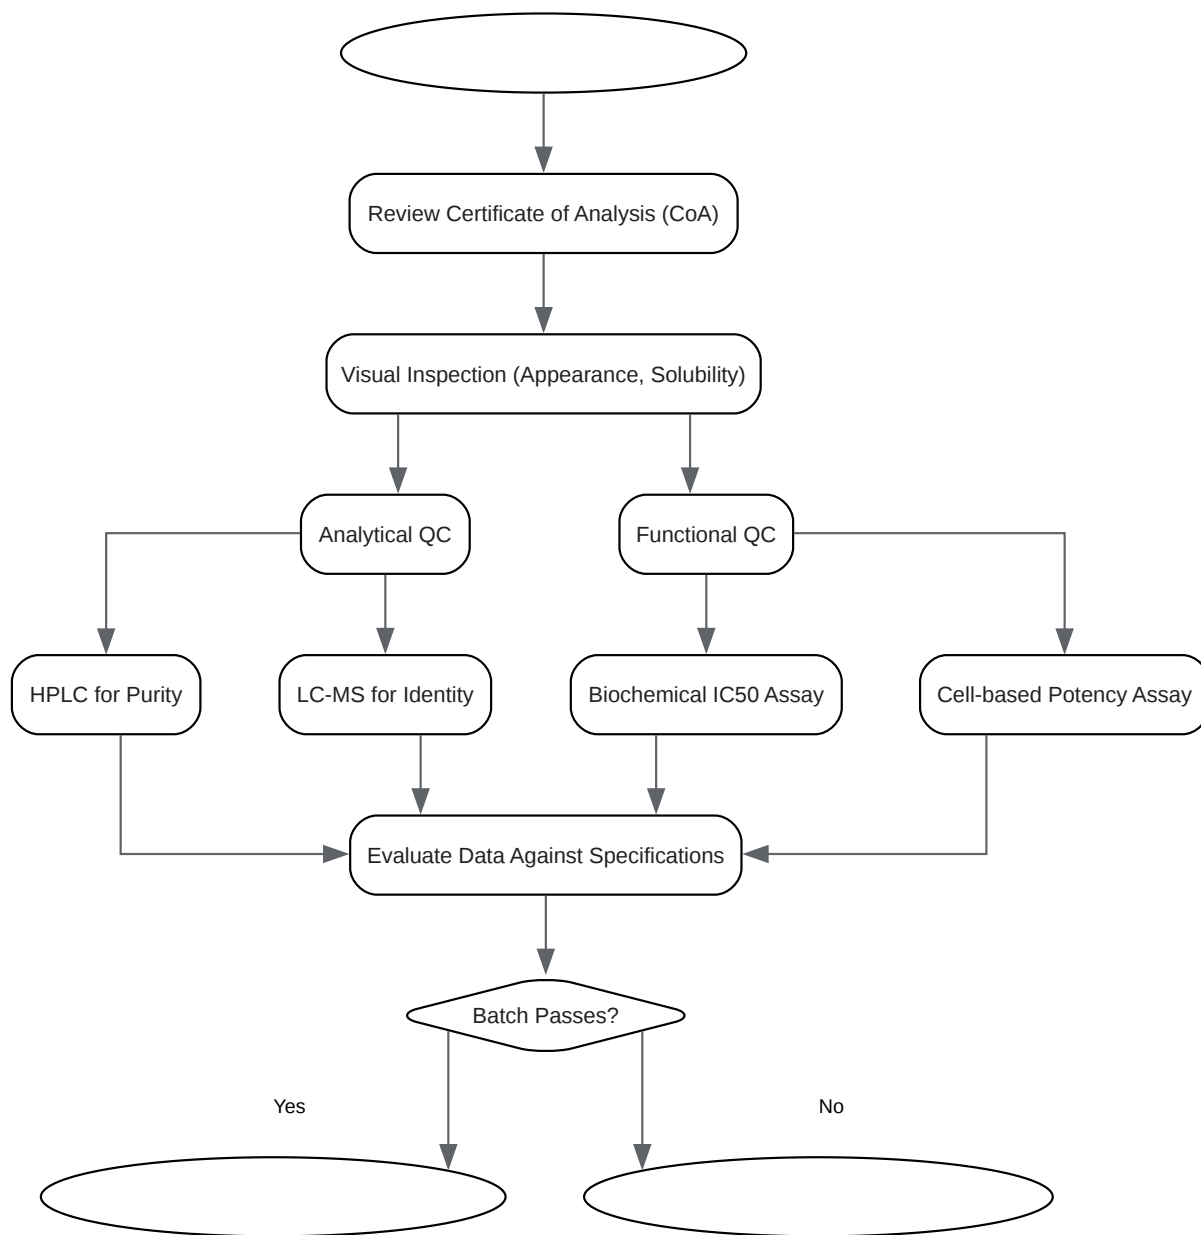 Review Certificate of Analysis (CoA)
Visual Inspection (Appearance, Solubility)
Analytical QC
Functional QC
HPLC for Purity
LC-MS for Identity
Biochemical IC50 Assay
Cell-based Potency Assay
Evaluate Data Against Specifications
Batch Passes?
Yes
No